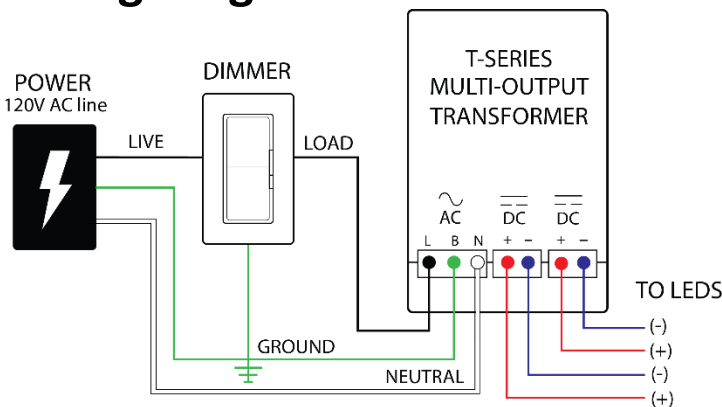 POWER
120V AC line
DIMMER
LIVE
LOAD
T-SERIES
MULTI-OUTPUT
TRANSFORMER
AC
DC
DC
L B N + - + -
TO LEDS
(-)
(+)
(-)
(+)
GROUND
NEUTRAL